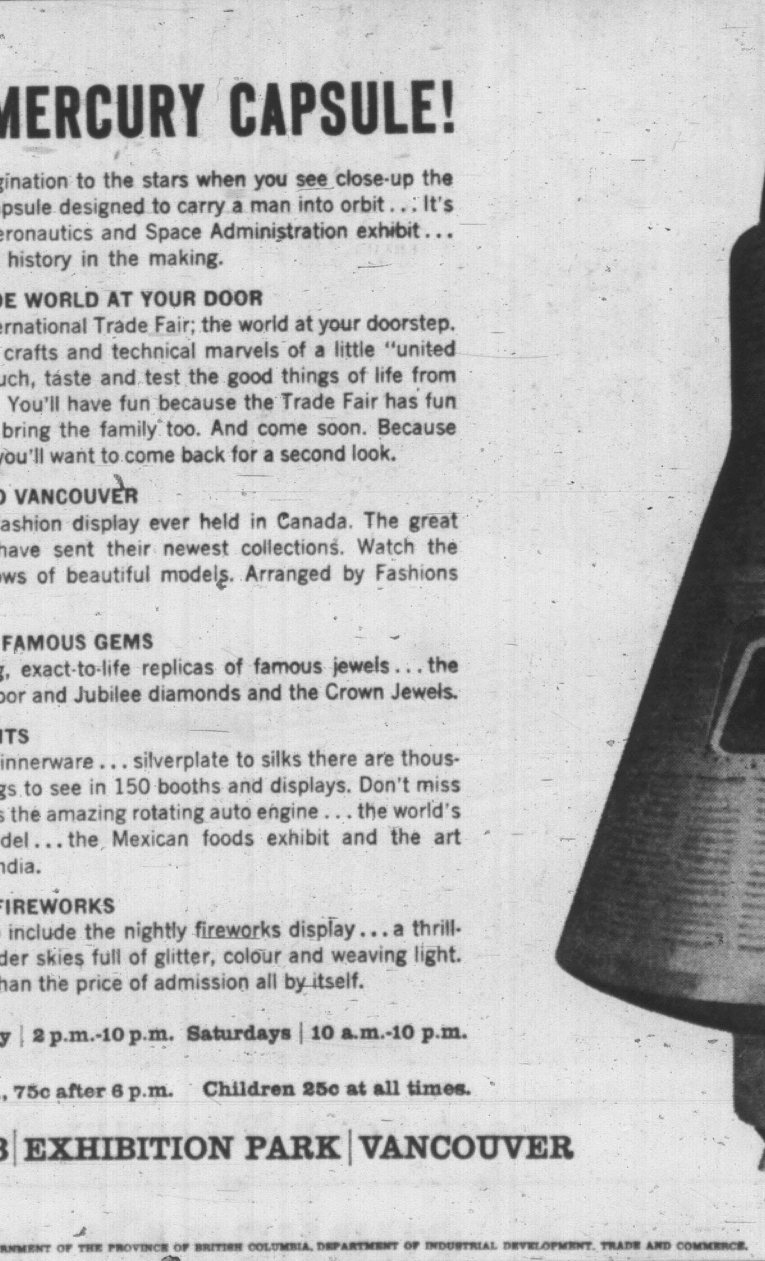 MERCURY CAPSULE!
gination to the stars when you see close-up the
apsule designed to carry a man into orbit... It's
eronautics and Space Administration exhibit...
history in the making.
DE WORLD AT YOUR DOOR
ernational Trade Fair; the world at your doorstep.
crafts and technical marvels of a little "united
uch, taste and test the good things of life from
You'll have fun because the Trade Fair has fun
bring the family too. And come soon. Because
you'll want to come back for a second look.
O VANCOUVER
ashion display ever held in Canada. The great
have sent their newest collections. Watch the
ows of beautiful models. Arranged by Fashions
FAMOUS GEMS
g, exact-to-life replicas of famous jewels...the
oor and Jubilee diamonds and the Crown Jewels.
ITS
innerware... silverplate to silks there are thous-
gs to see in 150 booths and displays. Don't miss
s the amazing rotating auto engine... the world's
del...the Mexican foods exhibit and the art
ndia.
FIREWORKS
include the nightly fireworks display...a thrill-
der skies full of glitter, colour and weaving light.
han the price of admission all by itself.
y | 2 p.m.-10 p.m. Saturdays | 10 a.m.-10 p.m.
, 75c after 6 p.m. Children 25c at all times.
3 | EXHIBITION PARK | VANCOUVER
RNMENT OF THE PROVINCE OF BRITISH COLUMBIA, DEPARTMENT OF INDUSTRIAL DEVELOPMENT, TRADE AND COMMERCE.